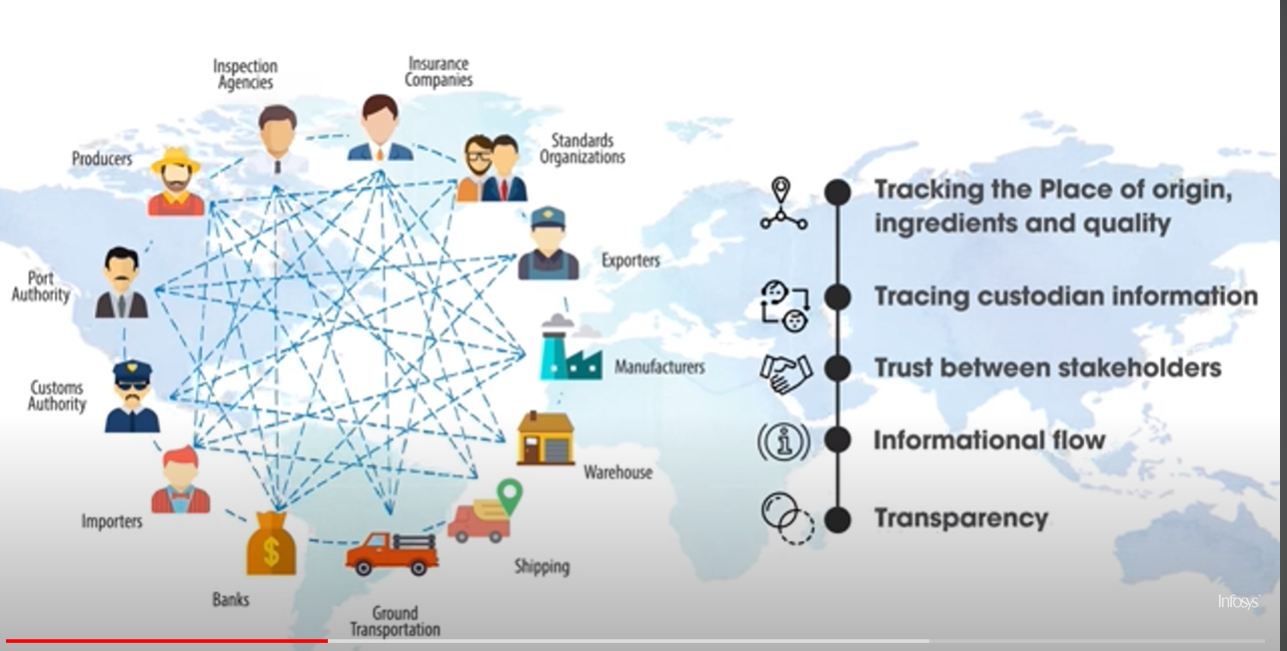 Inspection
Agencies
Insurance
Companies
Standards
Organizations
Producers
Exporters
Port
Authority
Manufacturers
Customs
Authority
Warehouse
Importers
Shipping
Banks
Ground
Transportation
Tracking the Place of origin,
ingredients and quality
Tracing custodian information
Trust between stakeholders
Informational flow
Transparency
Infosys